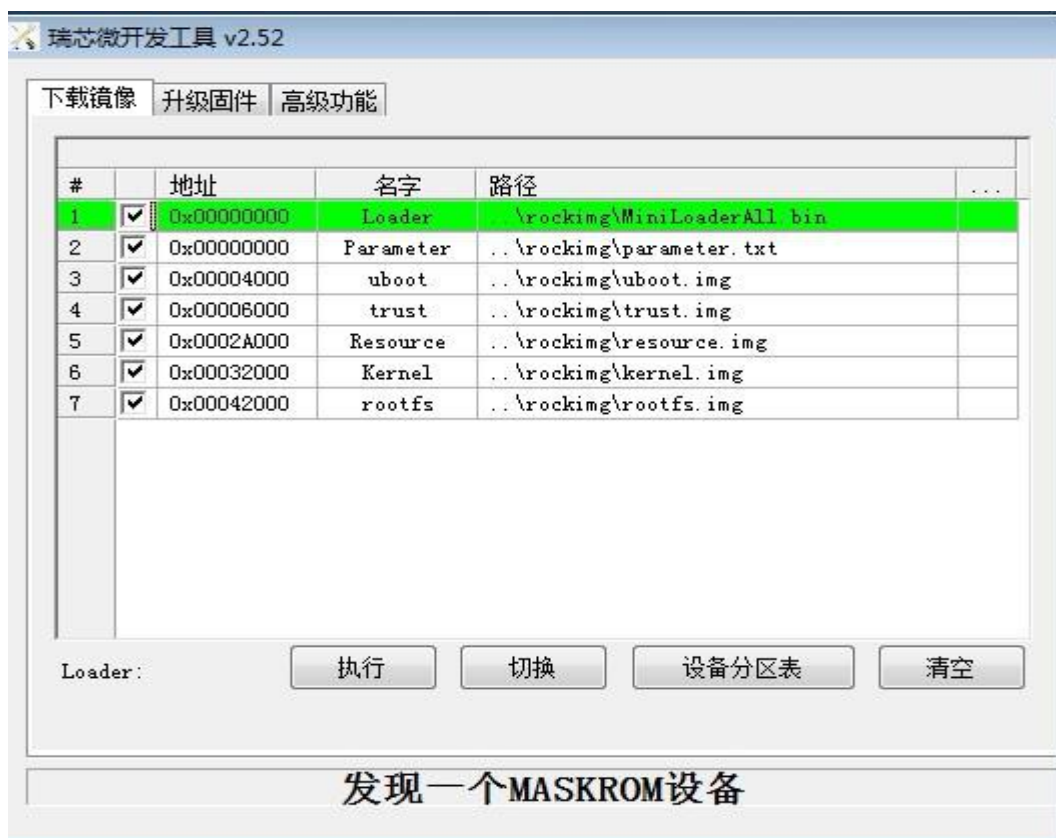 瑞芯微开发工具 v2.52
下载镜像 升级固件 高级功能
# 地址 名字 路径 ...
1 0x00000000 Loader ..\rockimg\MiniLoaderAll.bin
2 0x00000000 Parameter ..\rockimg\parameter.txt
3 0x00004000 uboot ..\rockimg\uboot.img
4 0x00006000 trust ..\rockimg\trust.img
5 0x0002A000 Resource ..\rockimg\resource.img
6 0x00032000 Kernel ..\rockimg\kernel.img
7 0x00042000 rootfs ..\rockimg\rootfs.img
Loader: 执行 切换 设备分区表 清空
发现一个MASKROM设备